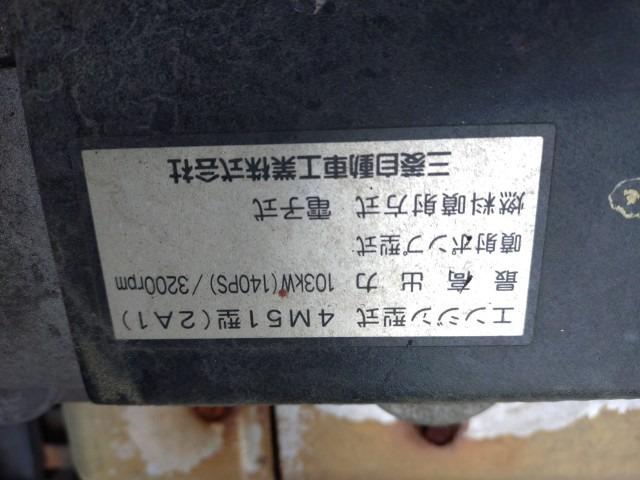 エンジン型式 4M51型(2A1)
最高出力 103kW(140PS)/3200rpm
噴射ポンプ型式
燃料噴射方式 電子式
三菱自動車工業株式会社